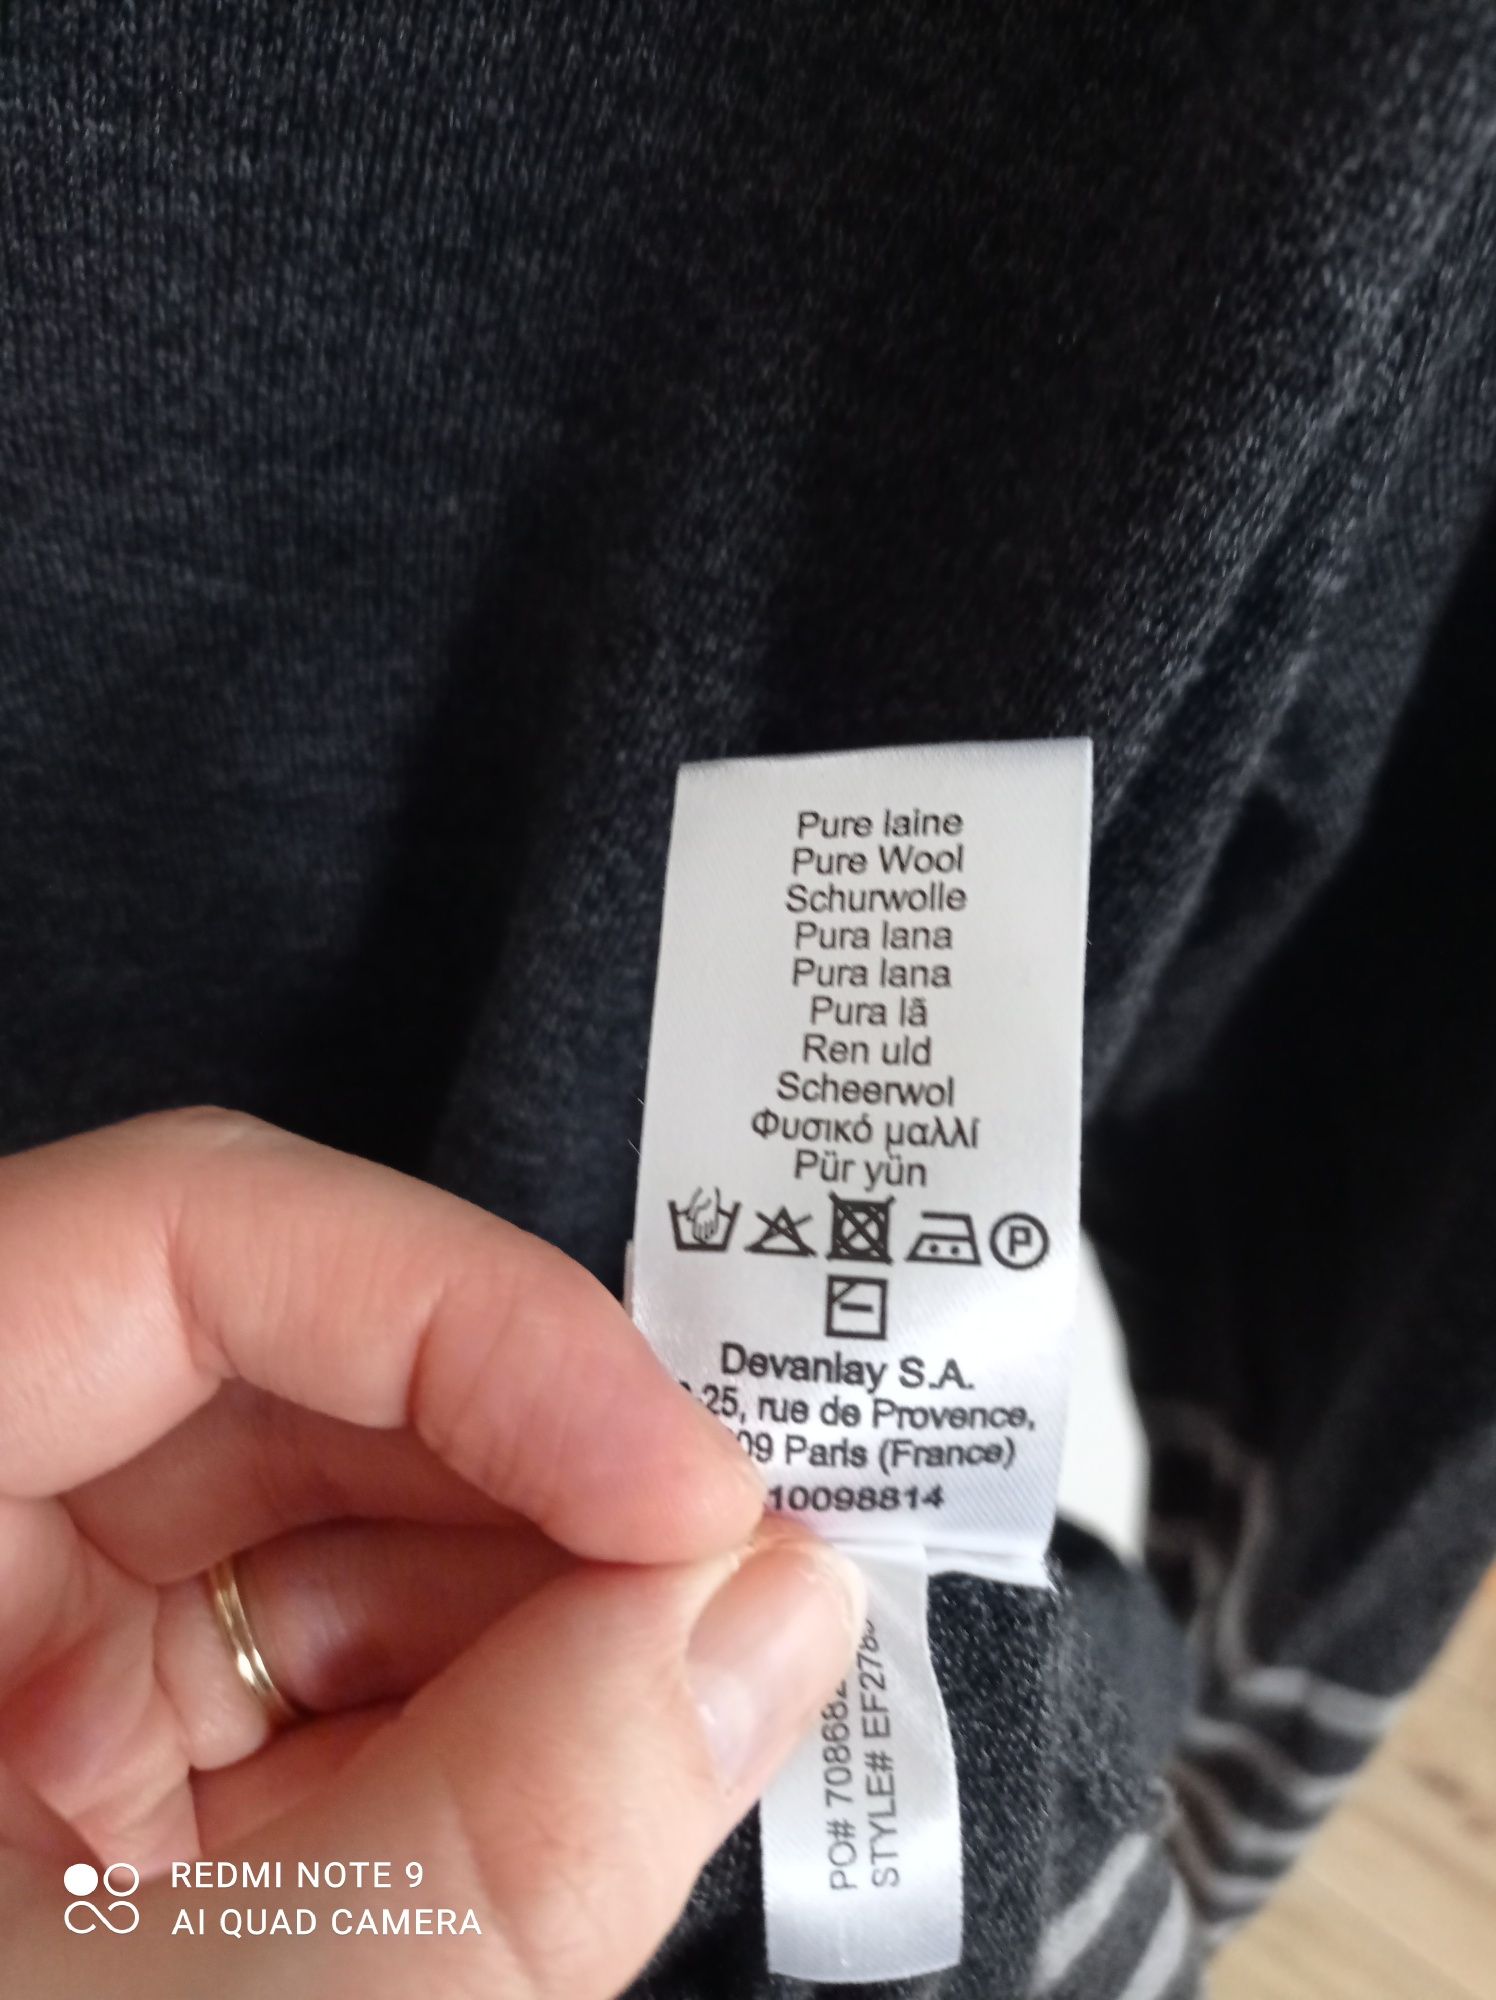 Pure laine
Pure Wool
Schurwolle
Pura lana
Pura lana
Pura lã
Ren uld
Scheerwol
Φυσικό μαλλί
Pür yün
P
Devanlay S.A.
25, rue de Provence,
Paris (France)
10098814
PO# 708682
STYLE# EF278
REDMI NOTE 9
AI QUAD CAMERA